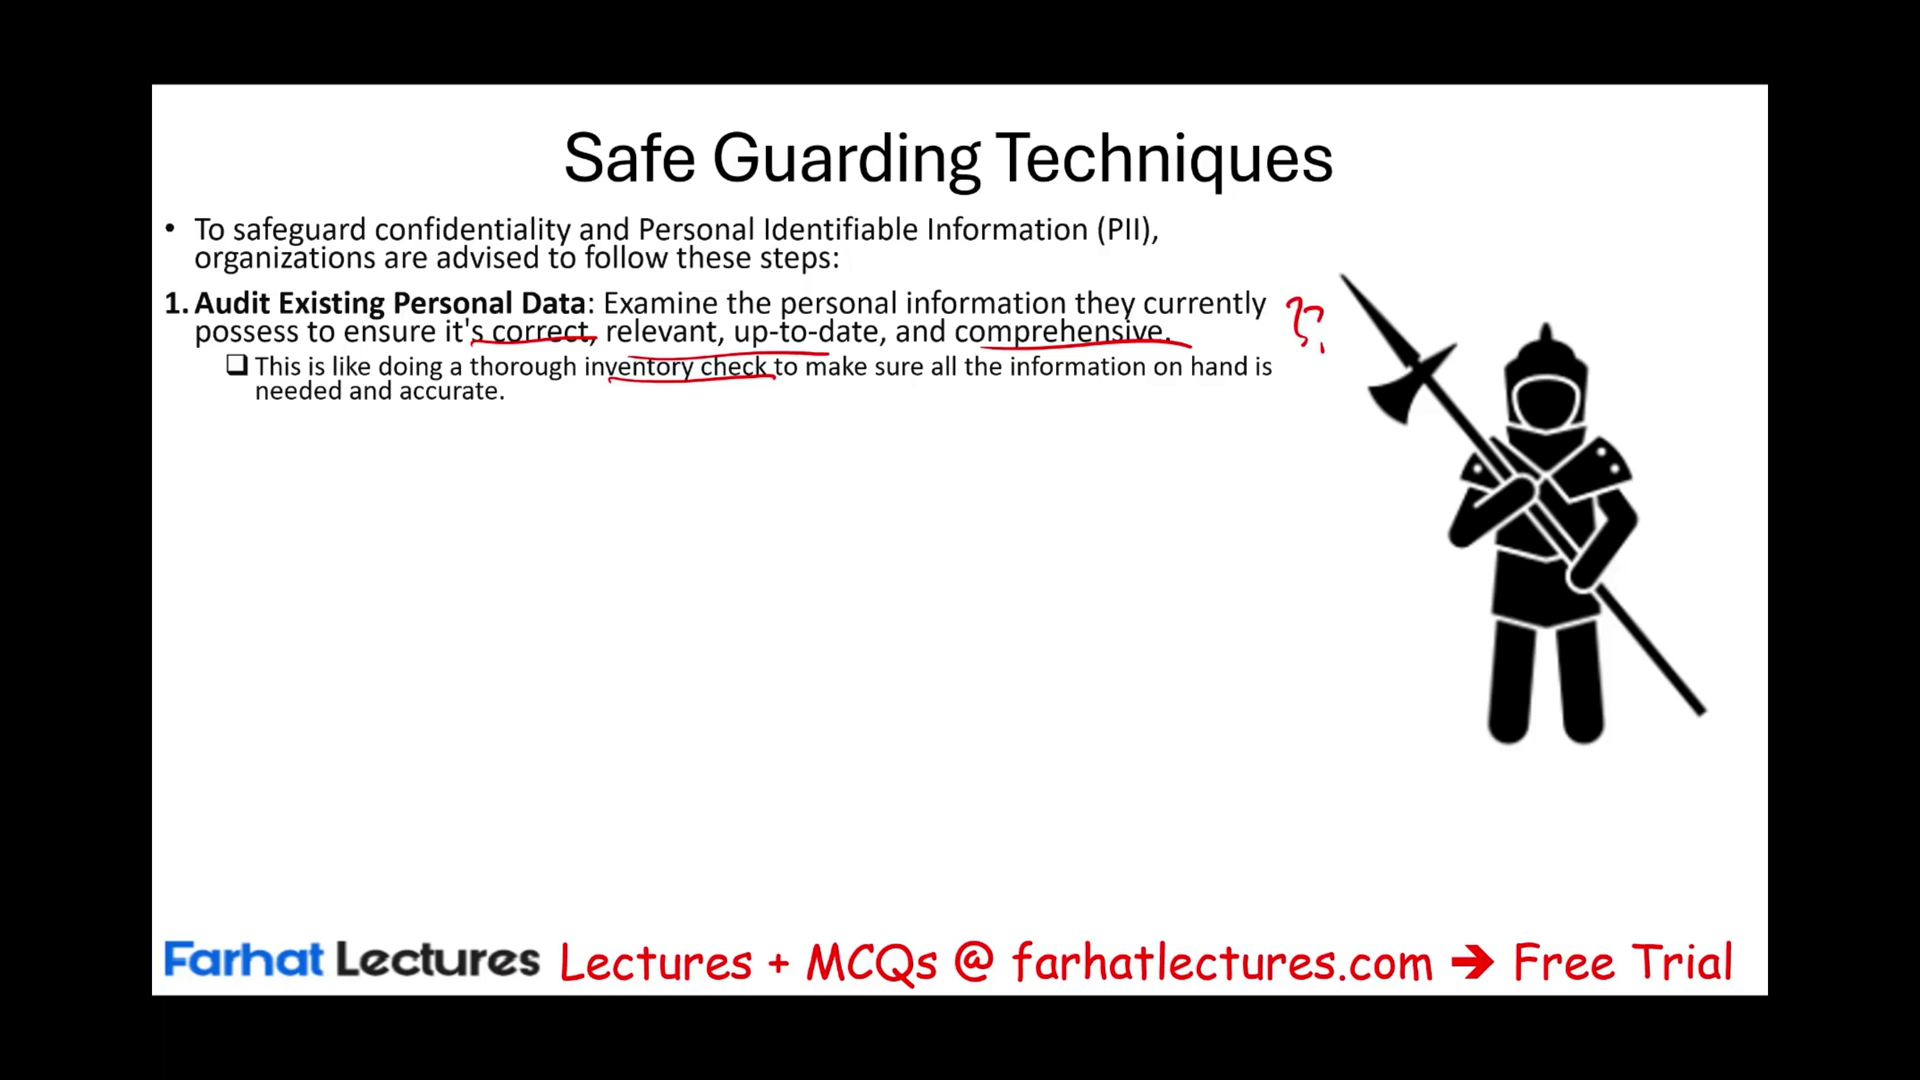 Safe Guarding Techniques
• To safeguard confidentiality and Personal Identifiable Information (PII),
organizations are advised to follow these steps:
1. Audit Existing Personal Data: Examine the personal information they currently
possess to ensure it's correct, relevant, up-to-date, and comprehensive.
❑ This is like doing a thorough inventory check to make sure all the information on hand is
needed and accurate.
Farhat Lectures Lectures + MCQs @ farhatlectures.com ➔ Free Trial